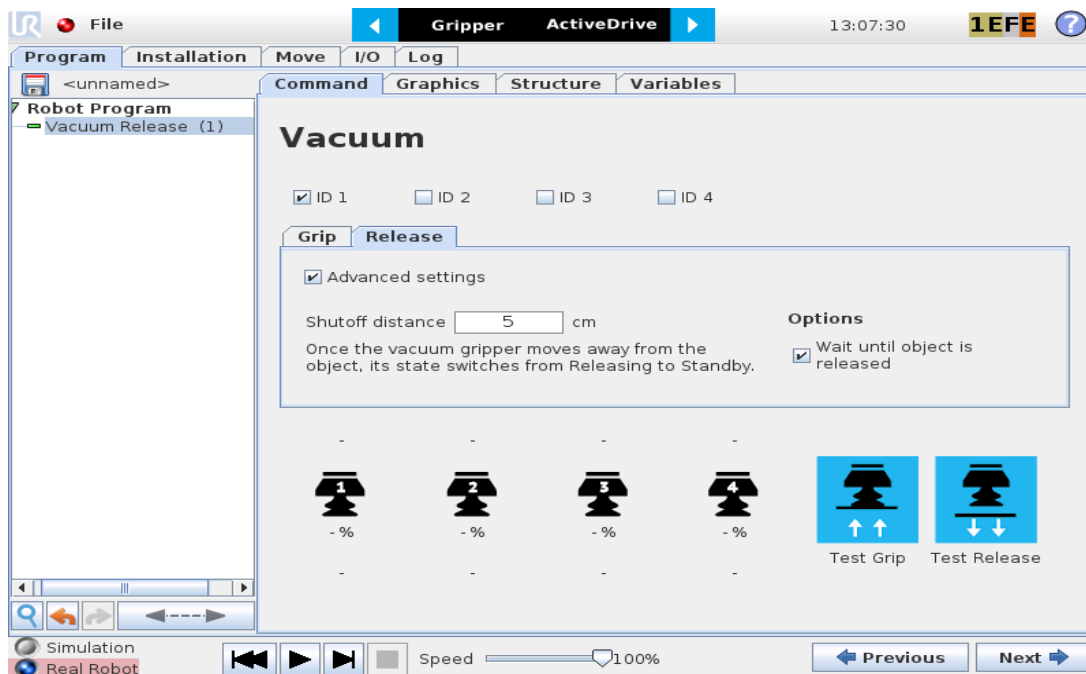 UR File Gripper ActiveDrive 13:07:30 1EFE ?
Program Installation Move I/O Log
<unnamed> Command Graphics Structure Variables
Robot Program
Vacuum Release (1)
Vacuum
ID 1 ID 2 ID 3 ID 4
Grip Release
Advanced settings
Shutoff distance 5 cm
Once the vacuum gripper moves away from the
object, its state switches from Releasing to Standby.
Options
Wait until object is
released
- - - -
1 2 3 4
- % - % - % - %
- - - -
Test Grip Test Release
Simulation
Real Robot
Speed 100%
Previous Next